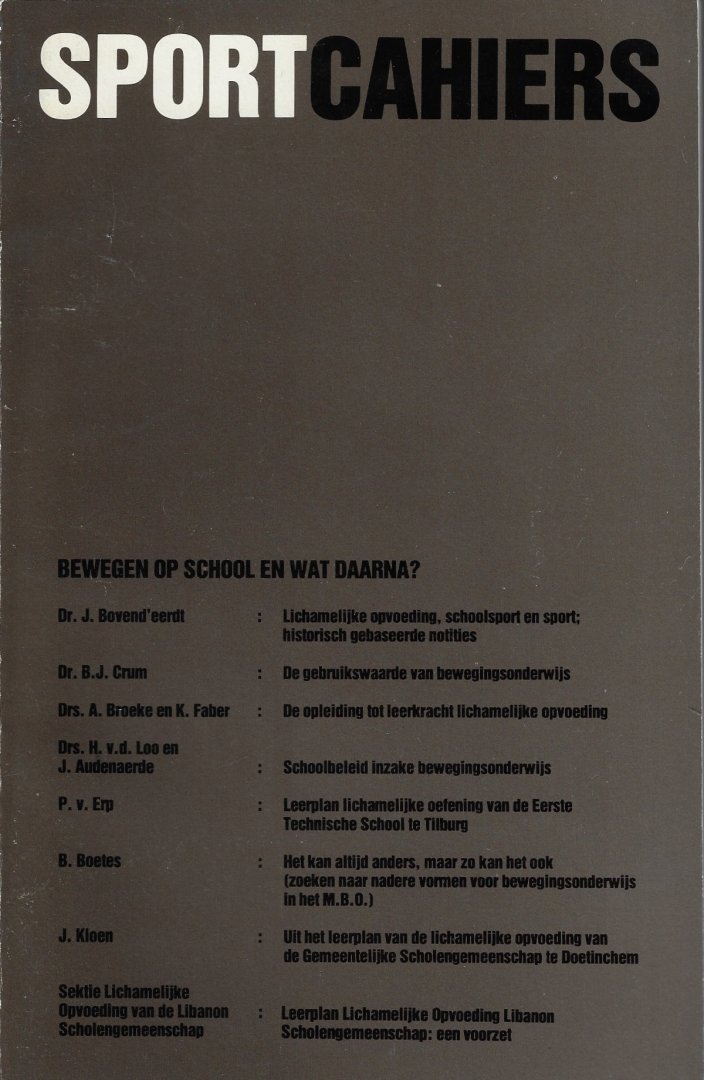 SPORTCAHIERS
BEWEGEN OP SCHOOL EN WAT DAARNA?
Dr. J. Bovend'eerdt : Lichamelijke opvoeding, schoolsport en sport;
historisch gebaseerde notities
Dr. B.J. Crum : De gebruikswaarde van bewegingsonderwijs
Drs. A. Broeke en K. Faber : De opleiding tot leerkracht lichamelijke opvoeding
Drs. H. v.d. Loo en
J. Audenaerde : Schoolbeleid inzake bewegingsonderwijs
P. v. Erp : Leerplan lichamelijke oefening van de Eerste
Technische School te Tilburg
B. Boetes : Het kan altijd anders, maar zo kan het ook
(zoeken naar nadere vormen voor bewegingsonderwijs
in het M.B.O.)
J. Kloen : Uit het leerplan van de lichamelijke opvoeding van
de Gemeentelijke Scholengemeenschap te Doetinchem
Sektie Lichamelijke
Opvoeding van de Libanon : Leerplan Lichamelijke Opvoeding Libanon
Scholengemeenschap Scholengemeenschap: een voorzet